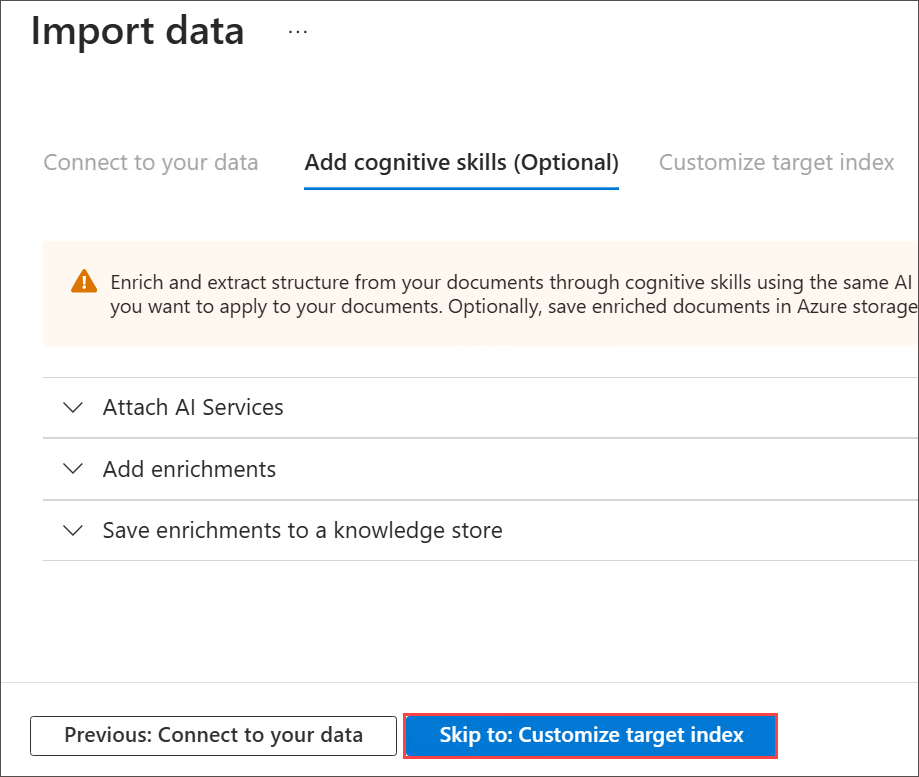 Import data ...
Connect to your data Add cognitive skills (Optional) Customize target index
Enrich and extract structure from your documents through cognitive skills using the same AI
you want to apply to your documents. Optionally, save enriched documents in Azure storage
Attach AI Services
Add enrichments
Save enrichments to a knowledge store
Previous: Connect to your data Skip to: Customize target index